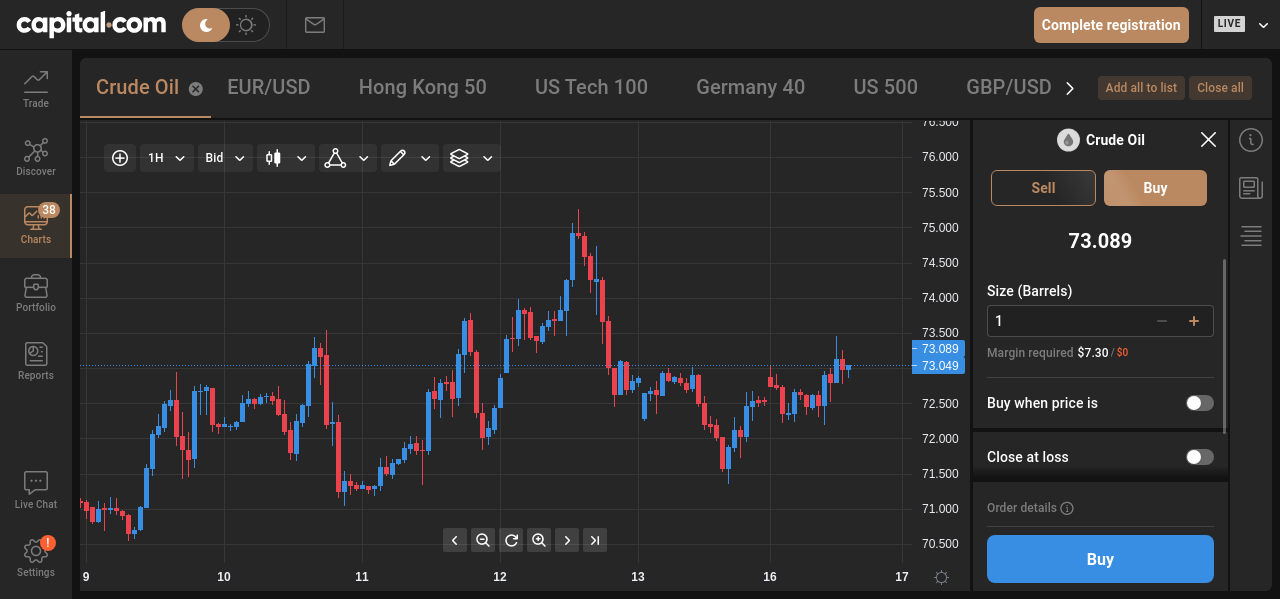 capital.com
Complete registration
LIVE
Trade
Discover
38
Charts
Portfolio
Reports
Live Chat
!
Settings
Crude Oil EUR/USD Hong Kong 50 US Tech 100 Germany 40 US 500 GBP/USD
Add all to list Close all
1H Bid
76.500
76.000
75.500
75.000
74.500
74.000
73.500
73.089
73.049
72.500
72.000
71.500
71.000
70.500
9 10 11 12 13 16 17
Crude Oil
Sell Buy
73.089
Size (Barrels)
1
Margin required $7.30 / $0
Buy when price is
Close at loss
Order details
Buy